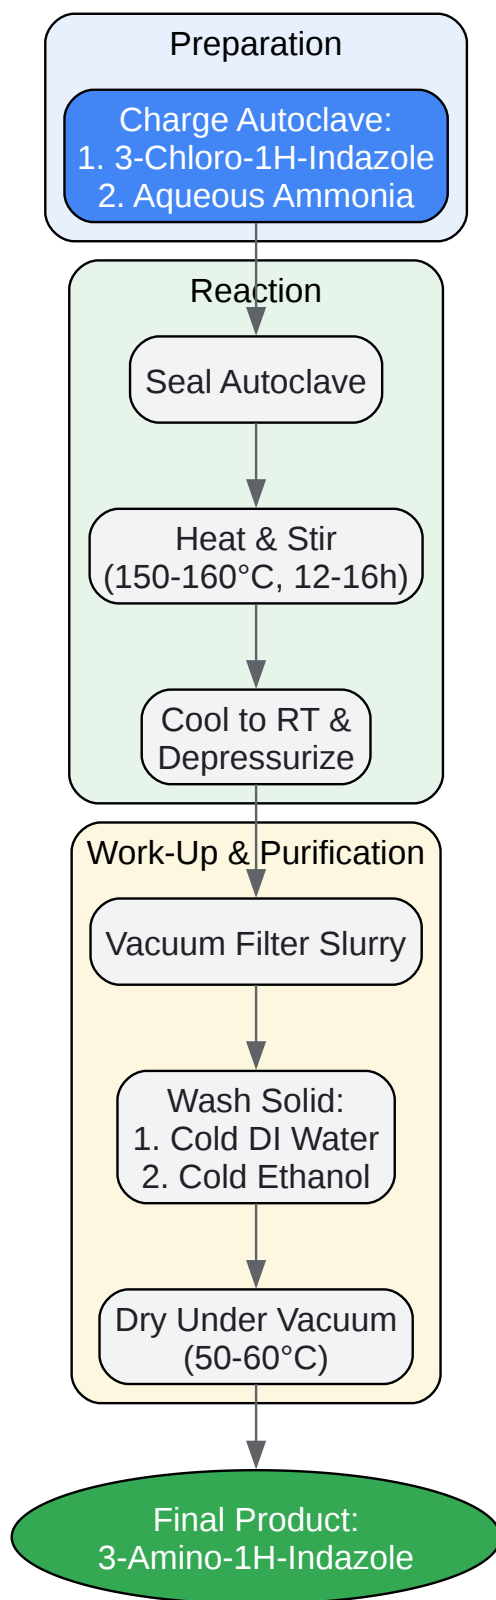 Preparation
Charge Autoclave:
1. 3-Chloro-1H-Indazole
2. Aqueous Ammonia
Reaction
Seal Autoclave
Heat & Stir
(150-160°C, 12-16h)
Cool to RT &
Depressurize
Work-Up & Purification
Vacuum Filter Slurry
Wash Solid:
1. Cold DI Water
2. Cold Ethanol
Dry Under Vacuum
(50-60°C)
Final Product:
3-Amino-1H-Indazole